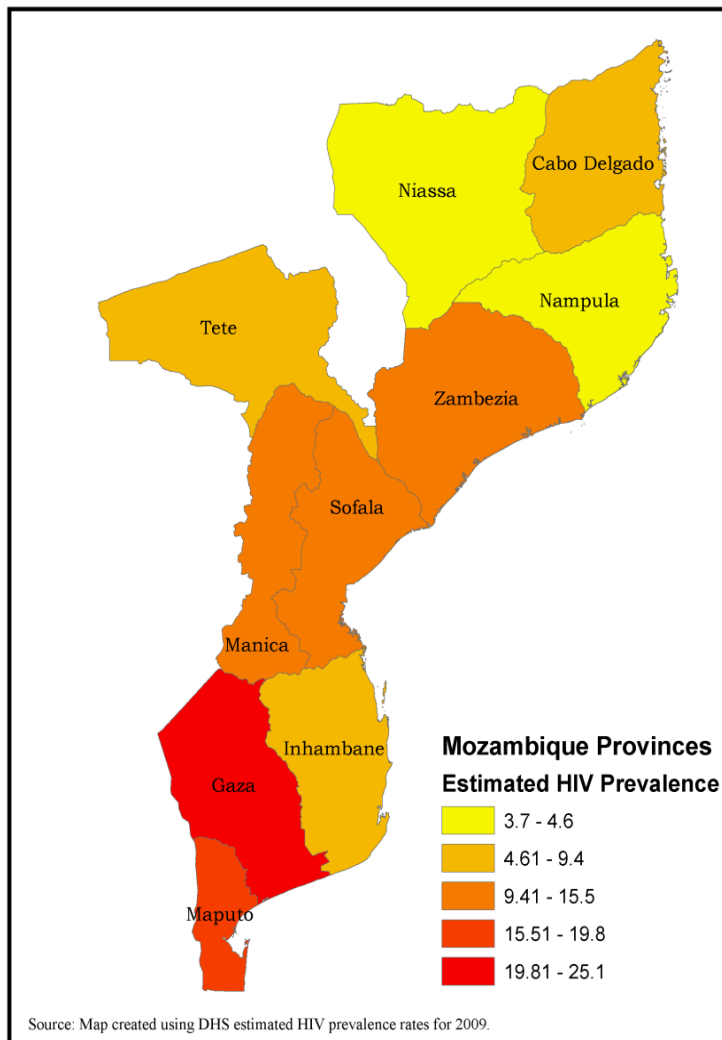 Cabo Delgado
Niassa
Nampula
Tete
Zambezia
Sofala
Manica
Inhambane
Gaza
Maputo
Mozambique Provinces
Estimated HIV Prevalence
3.7 - 4.6
4.61 - 9.4
9.41 - 15.5
15.51 - 19.8
19.81 - 25.1
Source: Map created using DHS estimated HIV prevalence rates for 2009.